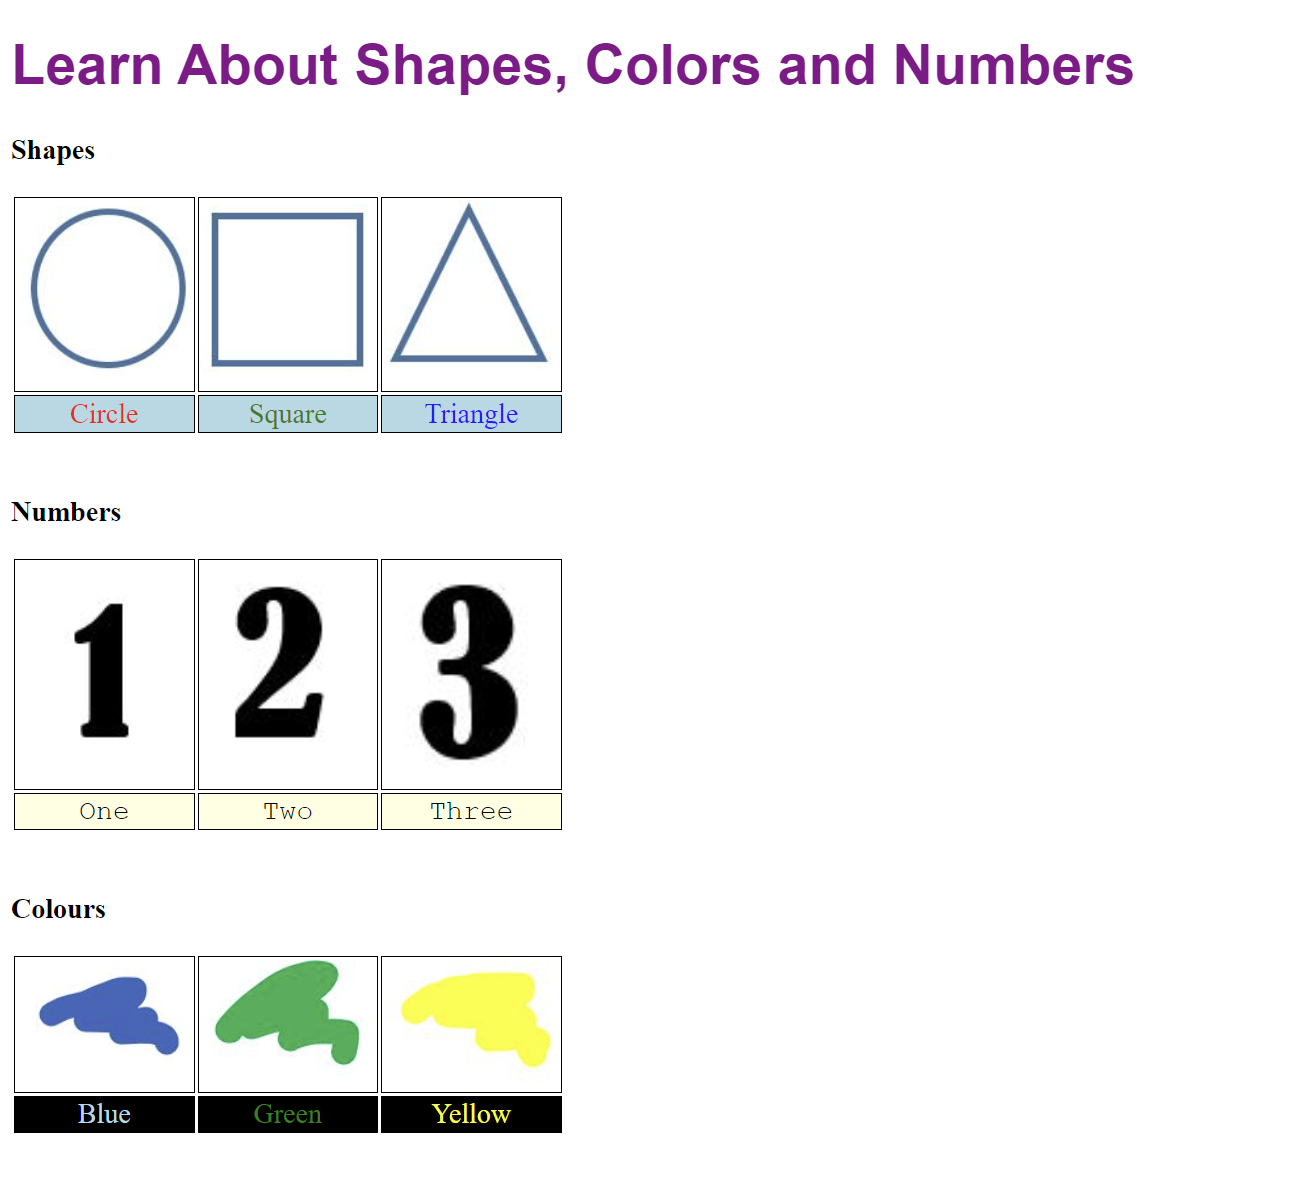 Learn About Shapes, Colors and Numbers
Shapes
Circle Square Triangle
Numbers
1 2 3
One Two Three
Colours
Blue Green Yellow